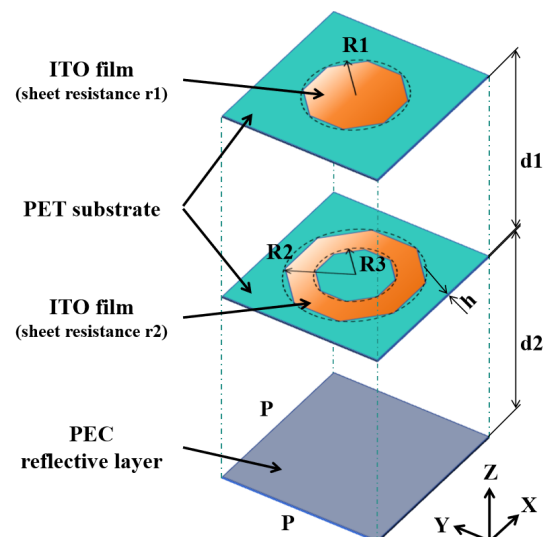 R1
ITO film
(sheet resistance r1)
d1
PET substrate
R2
R3
ITO film
(sheet resistance r2)
h
d2
P
PEC
reflective layer
Z
X
Y
P